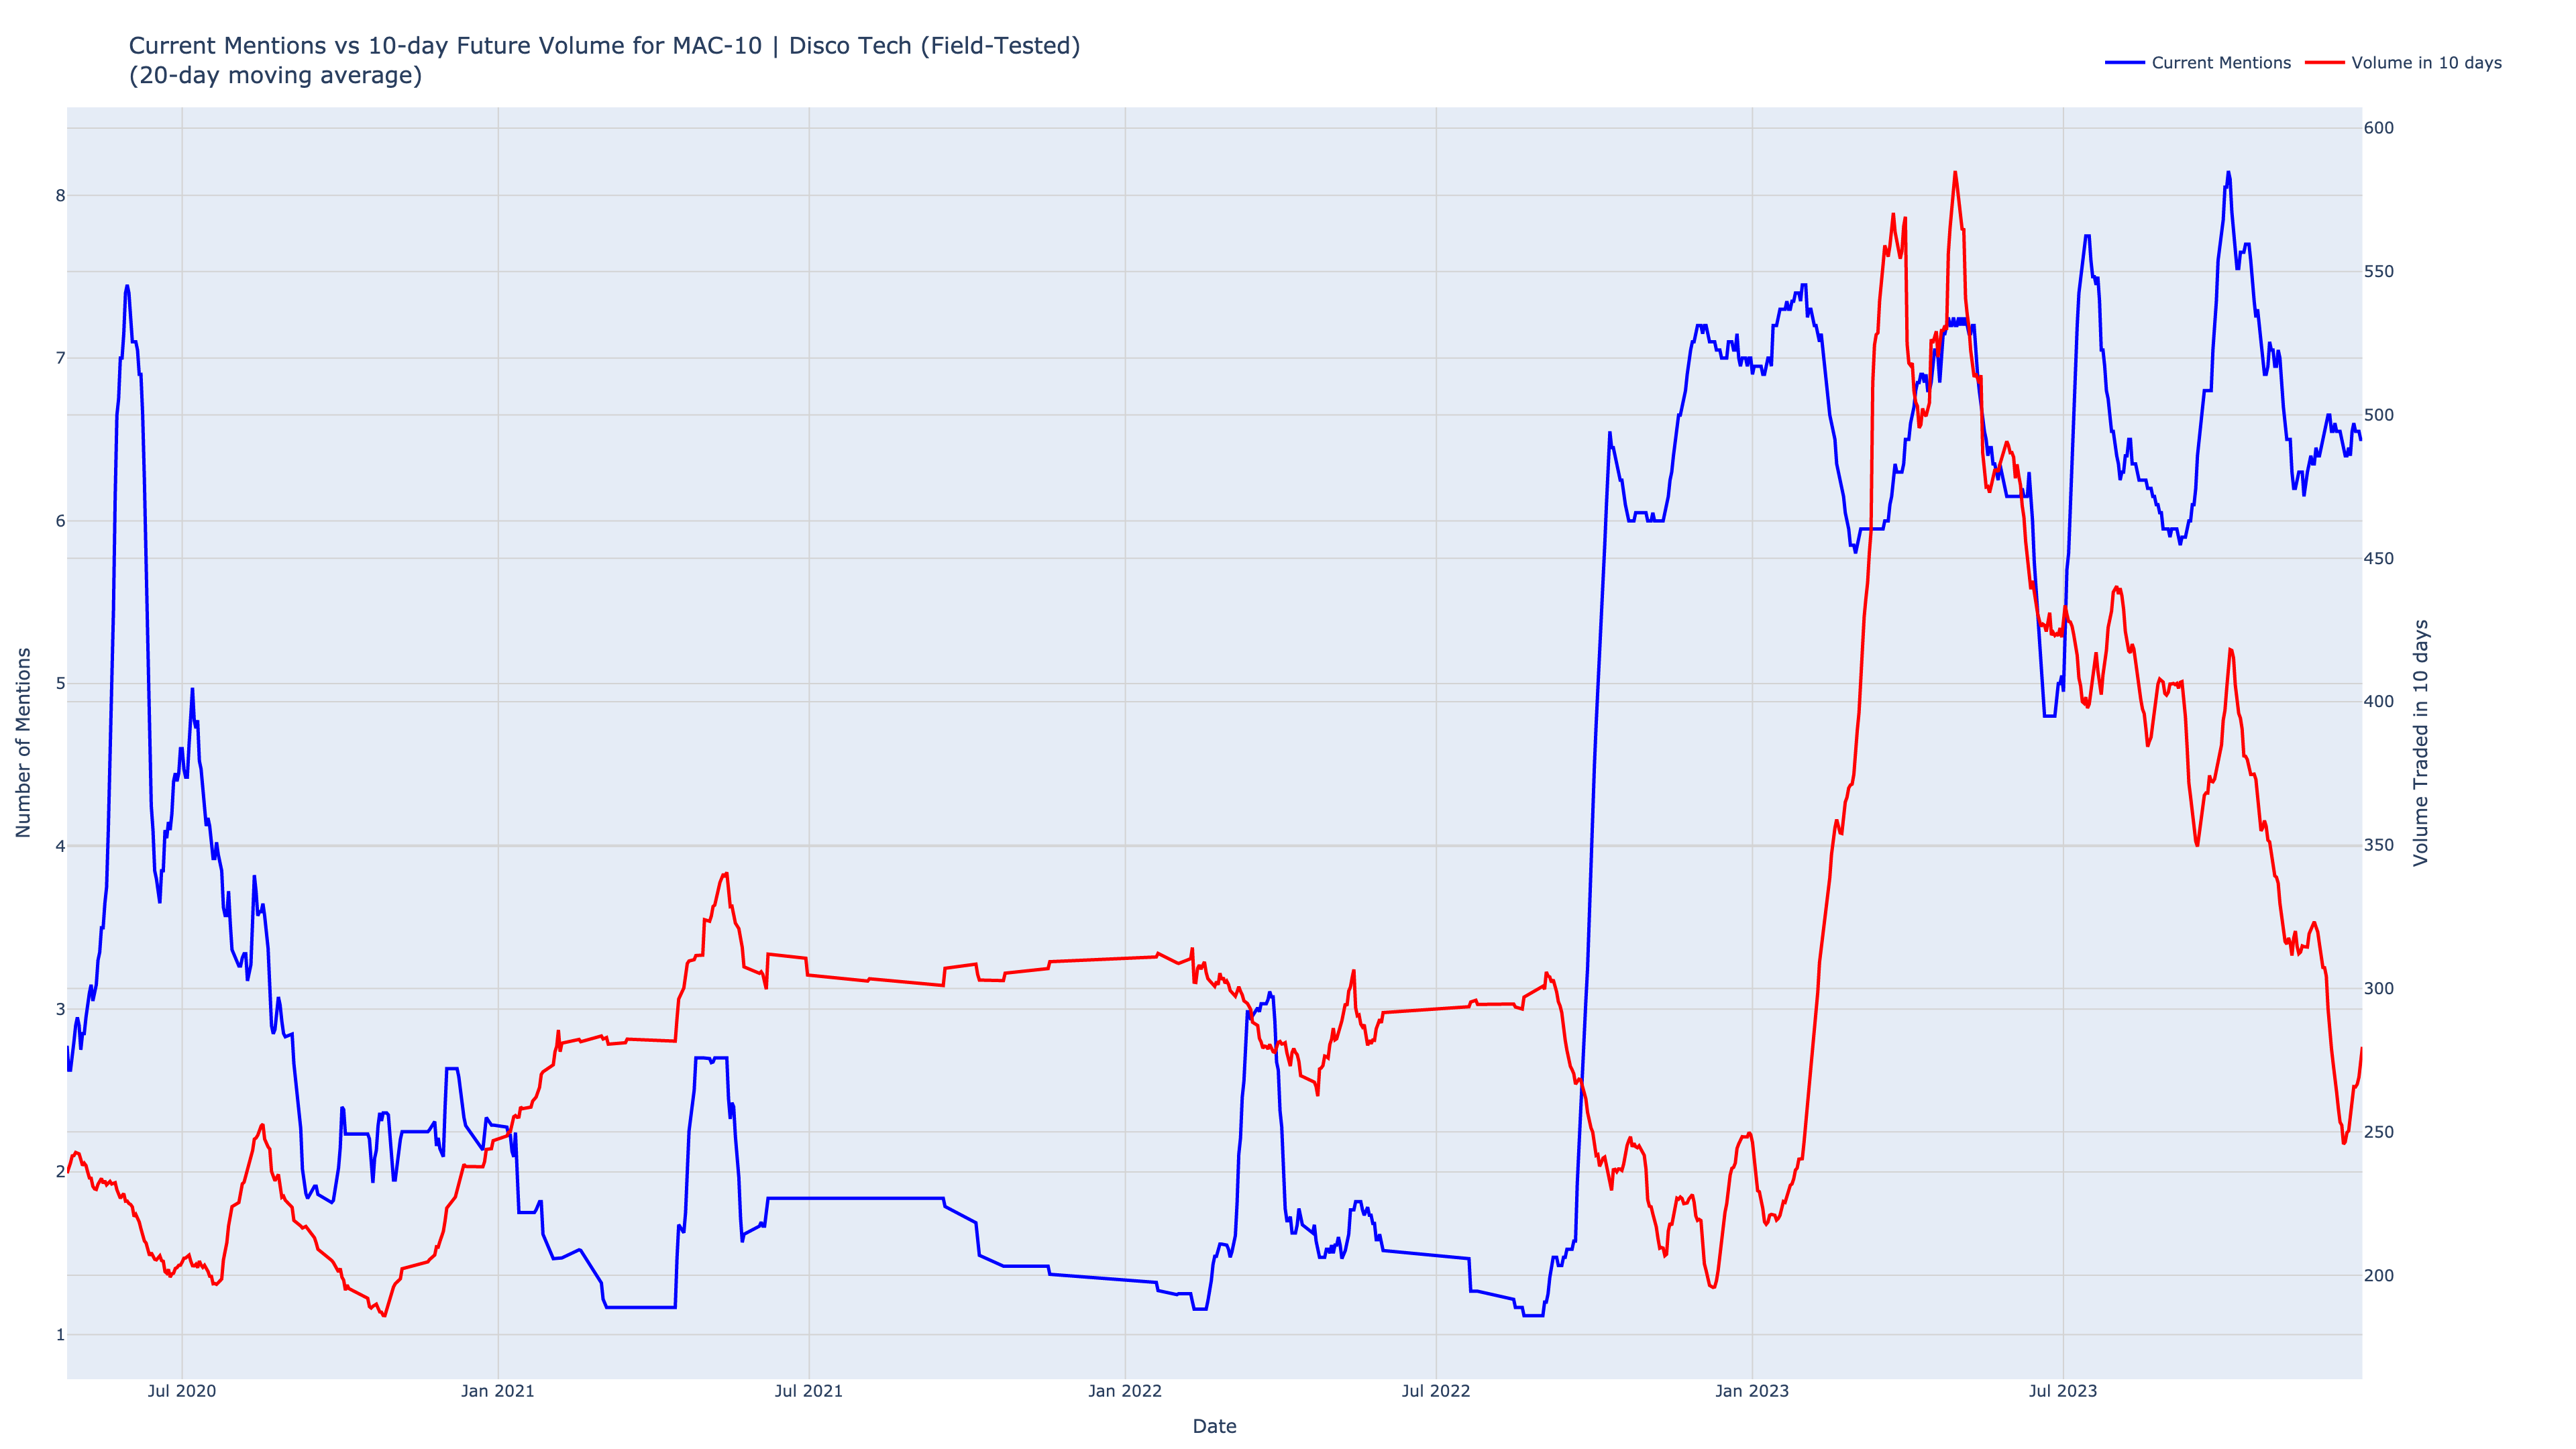 Current Mentions vs 10-day Future Volume for MAC-10 | Disco Tech (Field-Tested)
(20-day moving average)
Current Mentions
Volume in 10 days
600
8
550
7
500
6
450
5
400
4
350
3
300
2
250
200
1
Number of Mentions
Volume Traded in 10 days
Jul 2020
Jan 2021
Jul 2021
Jan 2022
Jul 2022
Jan 2023
Jul 2023
Date